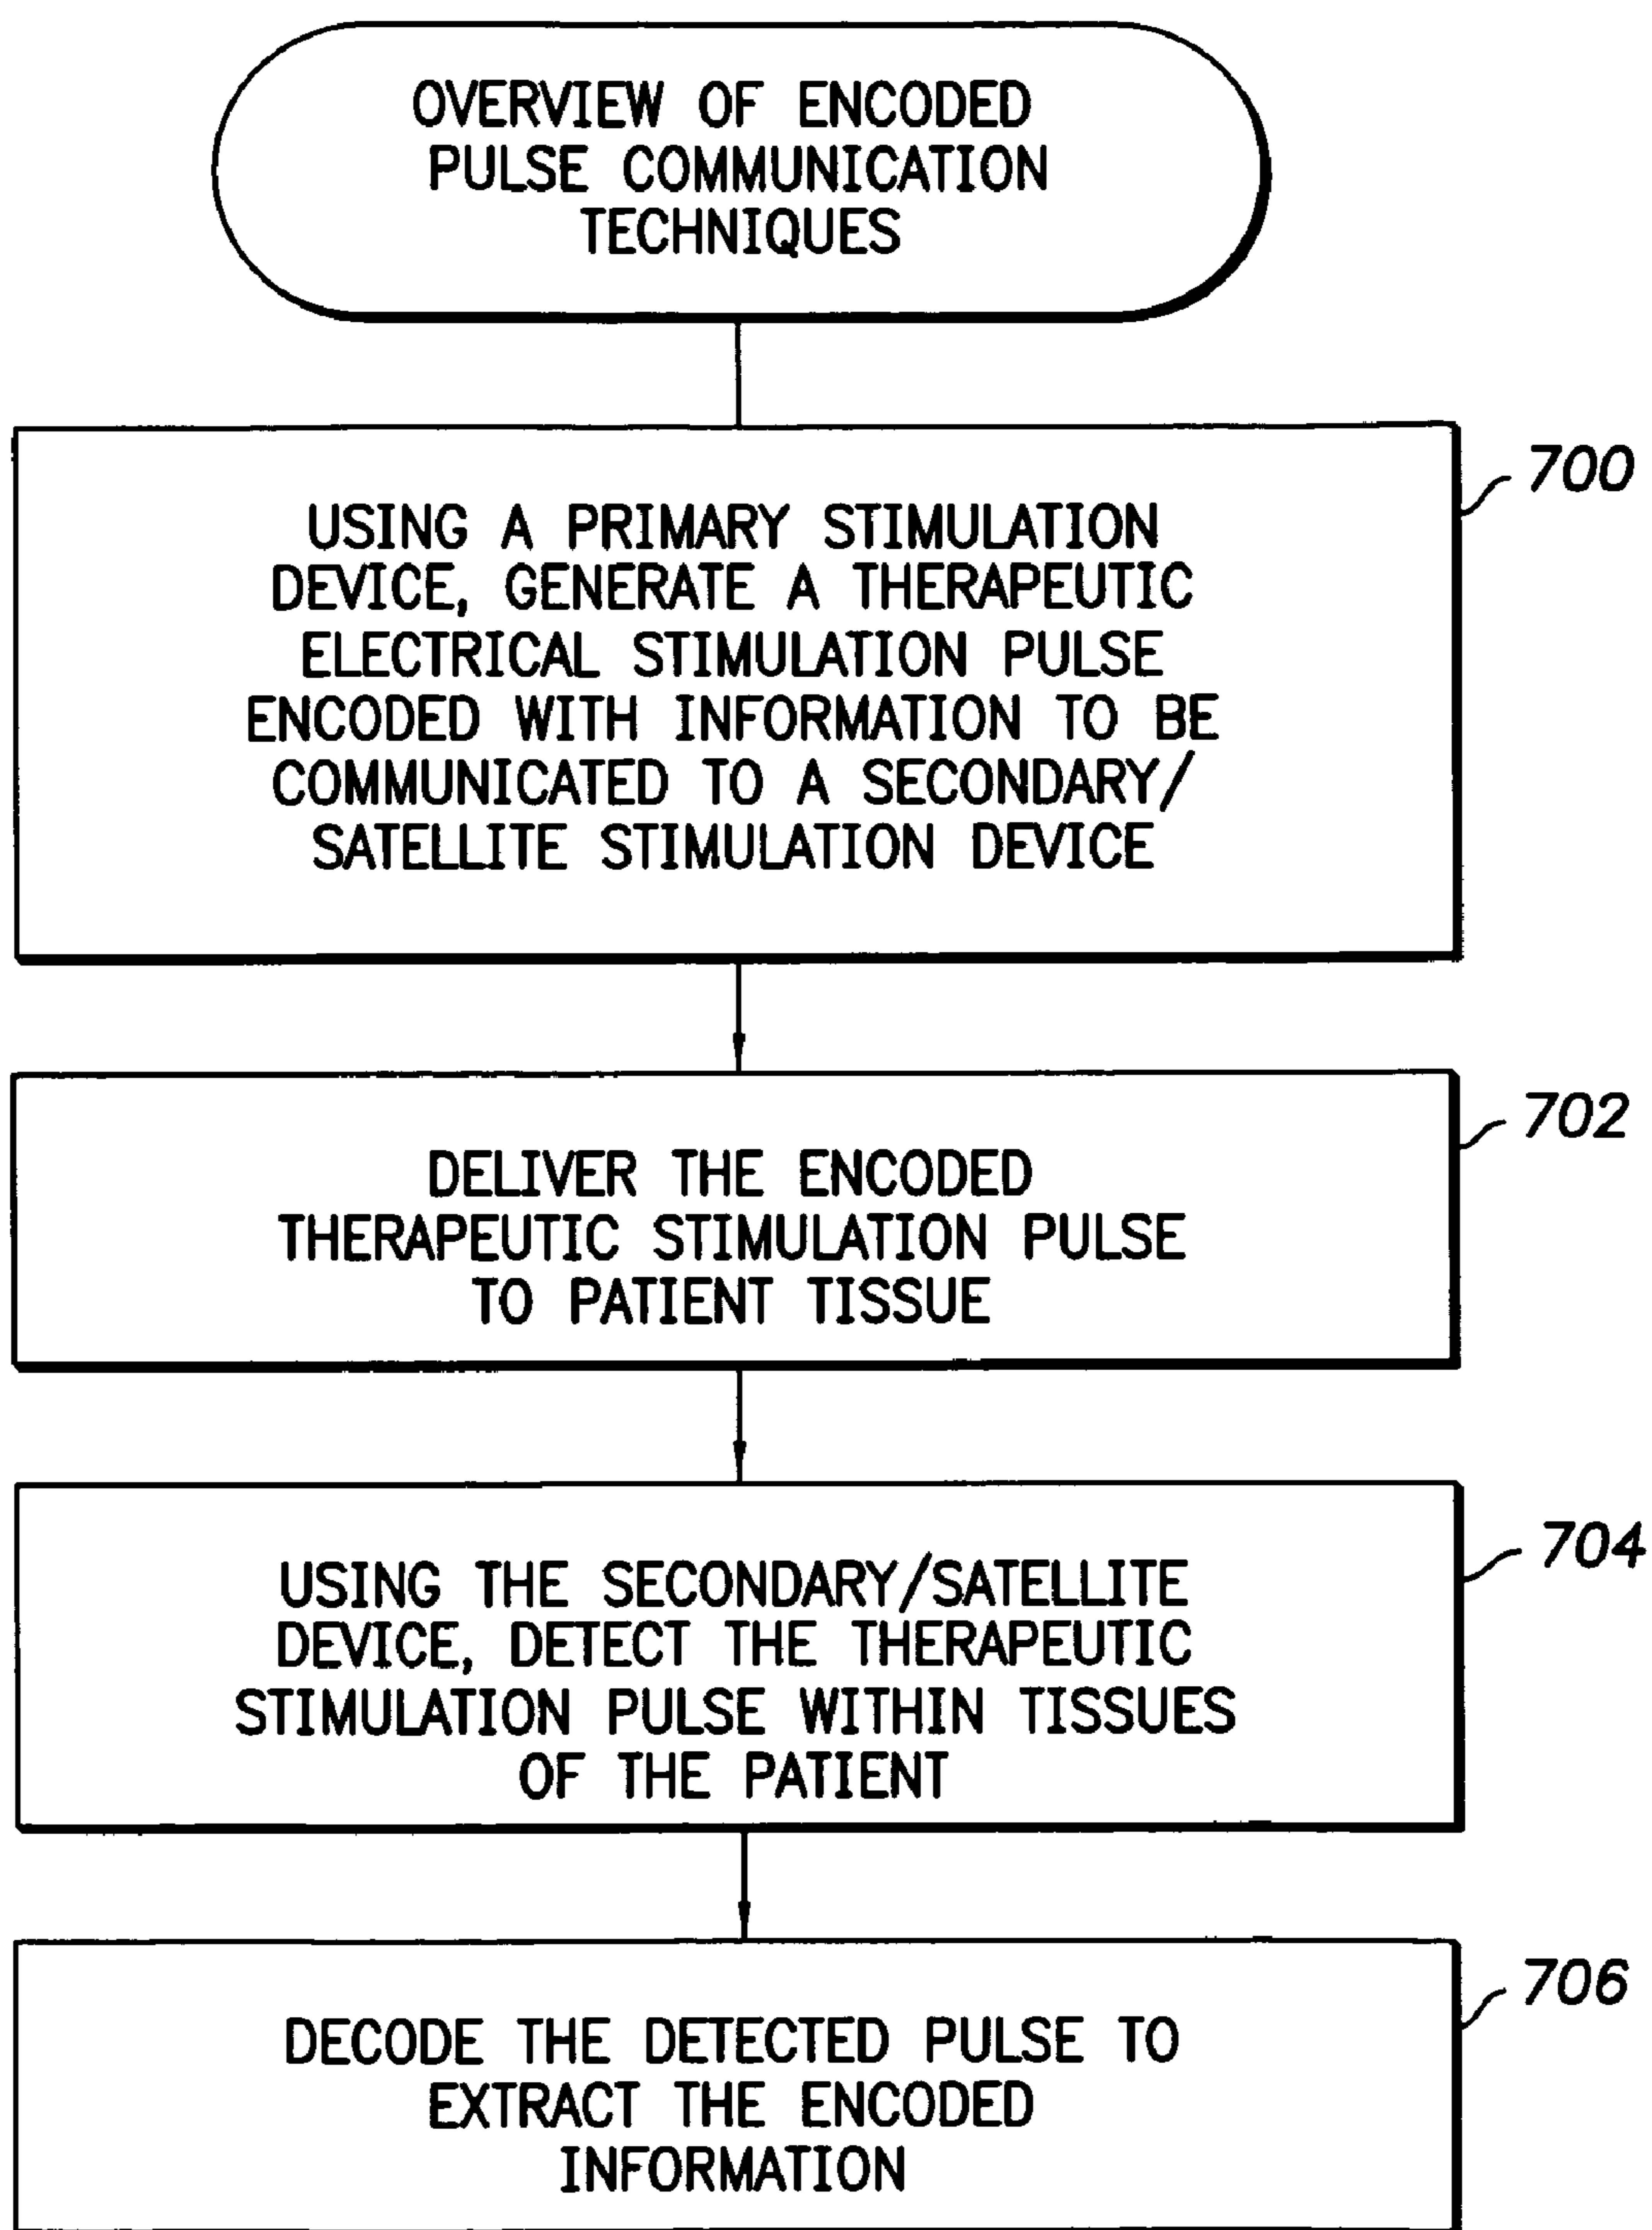 OVERVIEW OF ENCODED
PULSE COMMUNICATION
TECHNIQUES
700
USING A PRIMARY STIMULATION
DEVICE, GENERATE A THERAPEUTIC
ELECTRICAL STIMULATION PULSE
ENCODED WITH INFORMATION TO BE
COMMUNICATED TO A SECONDARY/
SATELLITE STIMULATION DEVICE
702
DELIVER THE ENCODED
THERAPEUTIC STIMULATION PULSE
TO PATIENT TISSUE
704
USING THE SECONDARY/SATELLITE
DEVICE, DETECT THE THERAPEUTIC
STIMULATION PULSE WITHIN TISSUES
OF THE PATIENT
706
DECODE THE DETECTED PULSE TO
EXTRACT THE ENCODED
INFORMATION